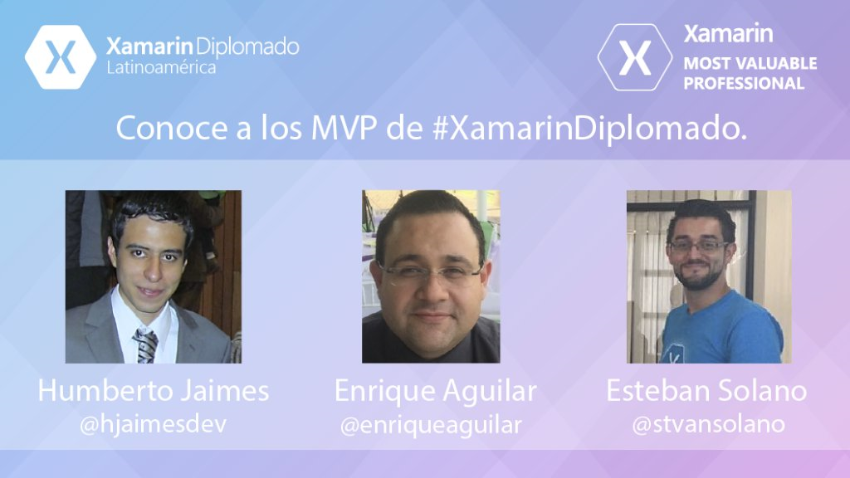 Xamarin Diplomado
Latinoamérica
Xamarin
MOST VALUABLE
PROFESSIONAL
Conoce a los MVP de #XamarinDiplomado.
Humberto Jaimes
@hjaimesdev
Enrique Aguilar
@enriqueaguilar
Esteban Solano
@stvansolano